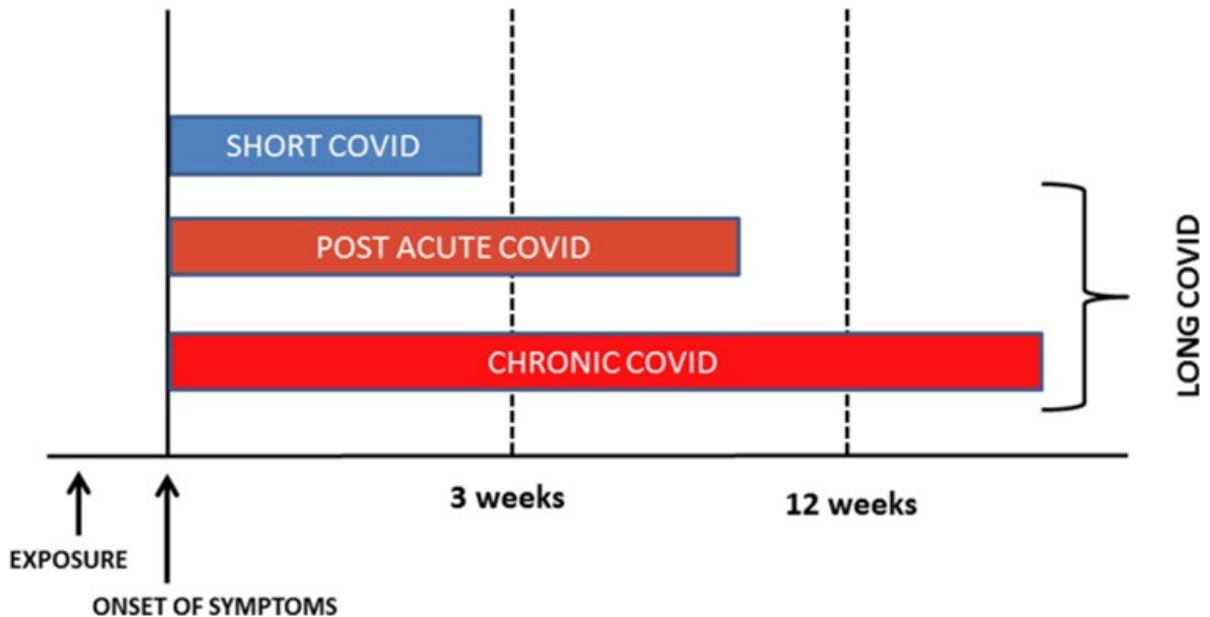 SHORT COVID
POST ACUTE COVID
CHRONIC COVID
LONG COVID
3 weeks
12 weeks
EXPOSURE
ONSET OF SYMPTOMS